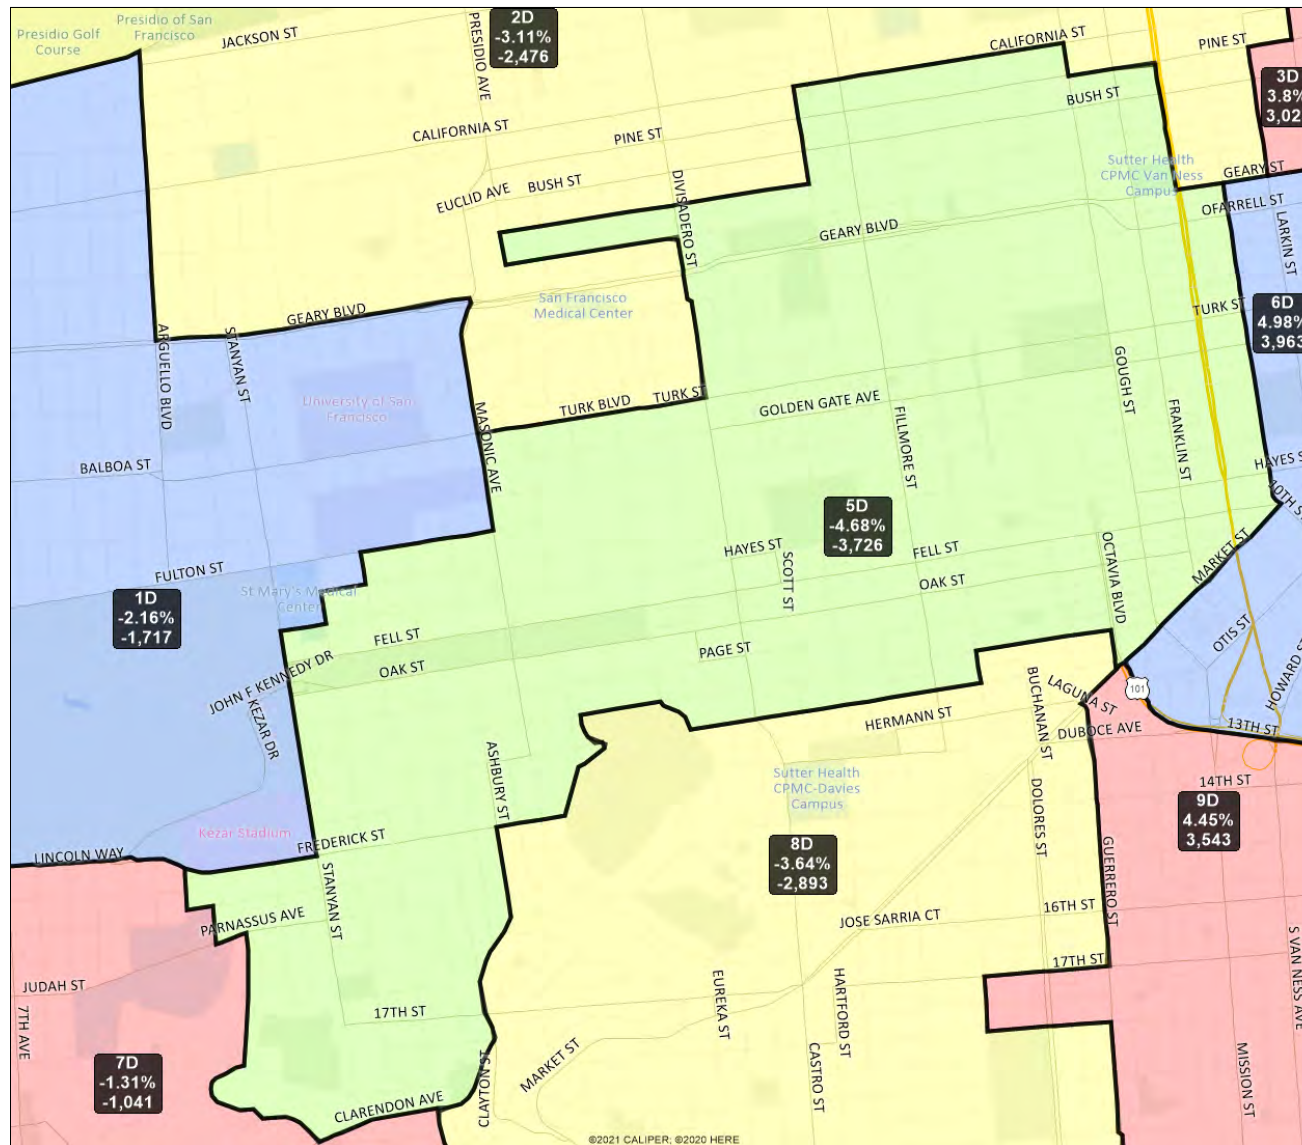 Presidio Golf
Course
Presidio of San
Francisco
JACKSON ST
PRESIDIO AVE
2D
-3.11%
-2,476
CALIFORNIA ST
PINE ST
3D
3.8%
BUSH ST
CALIFORNIA ST
PINE ST
EUCLID AVE
BUSH ST
DIVISADERO ST
Sutter Health
CPMC Van Ness
Campus
GEARY ST
OFARRELL ST
LARKIN ST
GEARY BLVD
San Francisco
Medical Center
GEARY BLVD
ARGUELLO BLVD
STANYAN ST
6D
4.98%
3,963
TURK ST
GOUGH ST
University of San
Francisco
MASONIC AVE
TURK BLVD
TURK ST
GOLDEN GATE AVE
FILLMORE ST
FRANKLIN ST
BALBOA ST
HAYES S
10TH ST
5D
-4.68%
-3,726
HAYES ST
SCOTT ST
FELL ST
OAK ST
OCTAVIA BLVD
MARKET ST
FULTON ST
St Mary's Medical
Center
1D
-2.16%
-1,717
FELL ST
OAK ST
PAGE ST
OTIS ST
HOWARD ST
JOHN F KENNEDY DR
KEZAR DR
BUCHANAN ST
LAGUNA ST
101
HERMANN ST
DUBOCE AVE
13TH ST
ASHBURY ST
Sutter Health
CPMC-Davies
Campus
DOLORES ST
14TH ST
9D
4.45%
3,543
Kezar Stadium
FREDERICK ST
LINCOLN WAY
8D
-3.64%
-2,893
GUERRERO ST
STANYAN ST
PARNASSUS AVE
JOSE SARRIA CT
16TH ST
S VAN NESS AVE
17TH ST
JUDAH ST
7TH AVE
17TH ST
EUREKA ST
HARTFORD ST
7D
-1.31%
-1,041
CLAYTON ST
MARKET ST
CASTRO ST
MISSION ST
CLARENDON AVE
©2021 CALIPER; ©2020 HERE